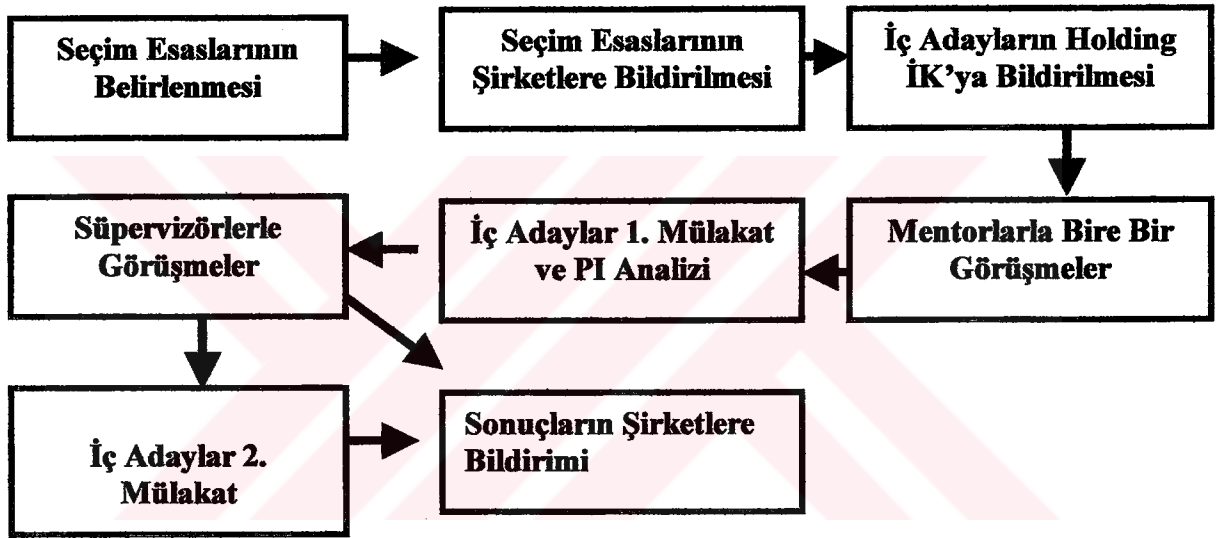 Seçim Esaslarının
Belirlenmesi
Seçim Esaslarının
Şirketlere Bildirilmesi
İç Adayların Holding
İK'ya Bildirilmesi
Mentorlarla Bire Bir
Görüşmeler
İç Adaylar 1. Mülakat
ve PI Analizi
Süpervizörlerle
Görüşmeler
İç Adaylar 2.
Mülakat
Sonuçların Şirketlere
Bildirimi